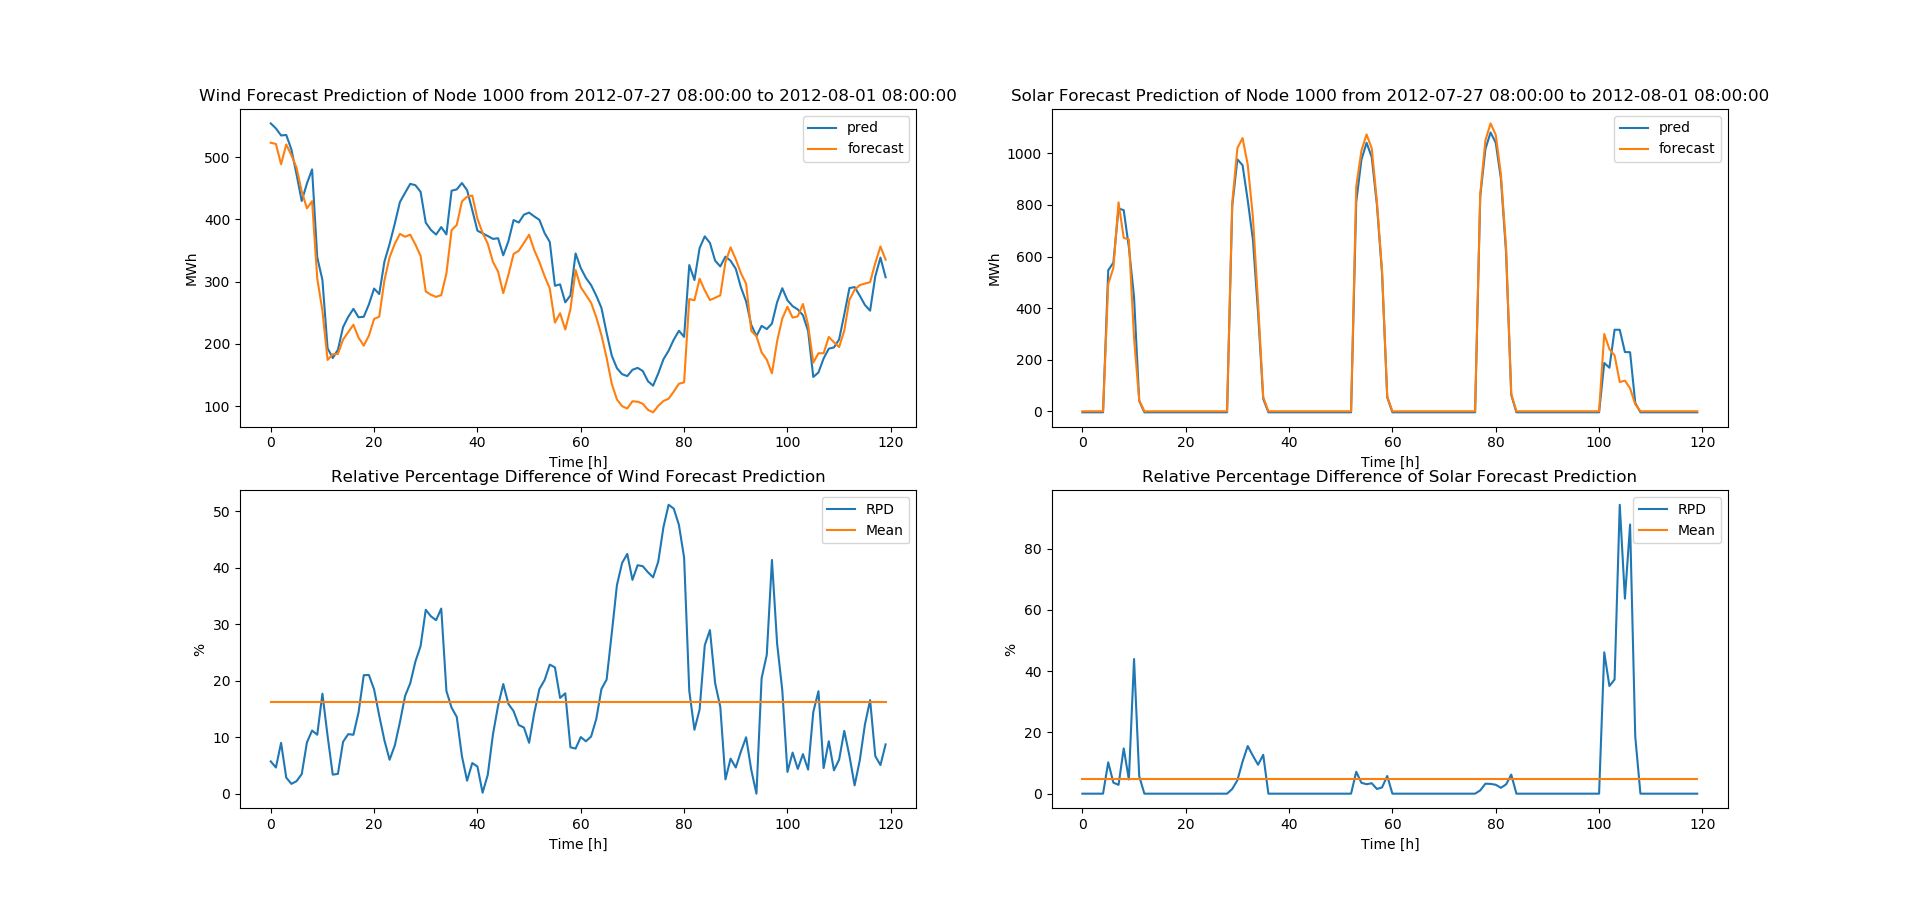 Wind Forecast Prediction of Node 1000 from 2012-07-27 08:00:00 to 2012-08-01 08:00:00
pred
forecast
500
400
300
200
100
MWh
0 20 40 60 80 100 120
Time [h]
Solar Forecast Prediction of Node 1000 from 2012-07-27 08:00:00 to 2012-08-01 08:00:00
pred
forecast
1000
800
600
400
200
0
MWh
0 20 40 60 80 100 120
Time [h]
Relative Percentage Difference of Wind Forecast Prediction
RPD
Mean
50
40
30
20
10
0
%
0 20 40 60 80 100 120
Time [h]
Relative Percentage Difference of Solar Forecast Prediction
RPD
Mean
80
60
40
20
0
%
0 20 40 60 80 100 120
Time [h]